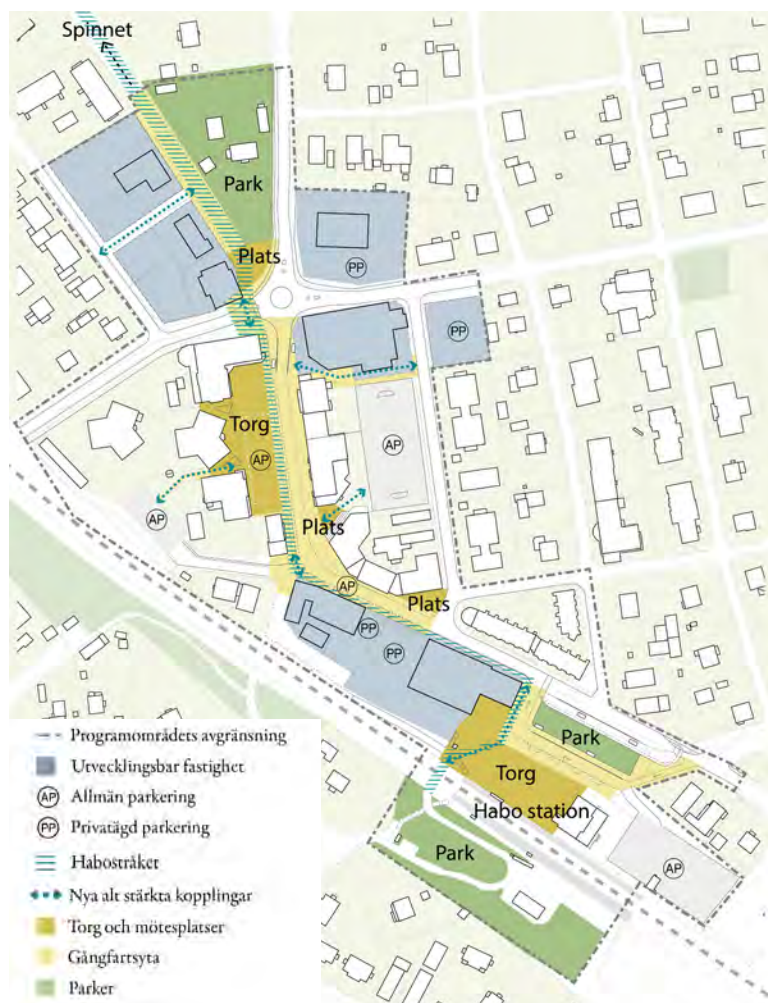 Spinnet
Park
Plats
PP
PP
Torg
AP
AP
AP
Plats
AP
Plats
PP
PP
Park
Torg
Habo station
Park
AP
Programområdets avgränsning
Utvecklingsbar fastighet
AP Allmän parkering
PP Privatägd parkering
Habostråket
Nya alt stärkta kopplingar
Torg och mötesplatser
Gångfartsyta
Parker